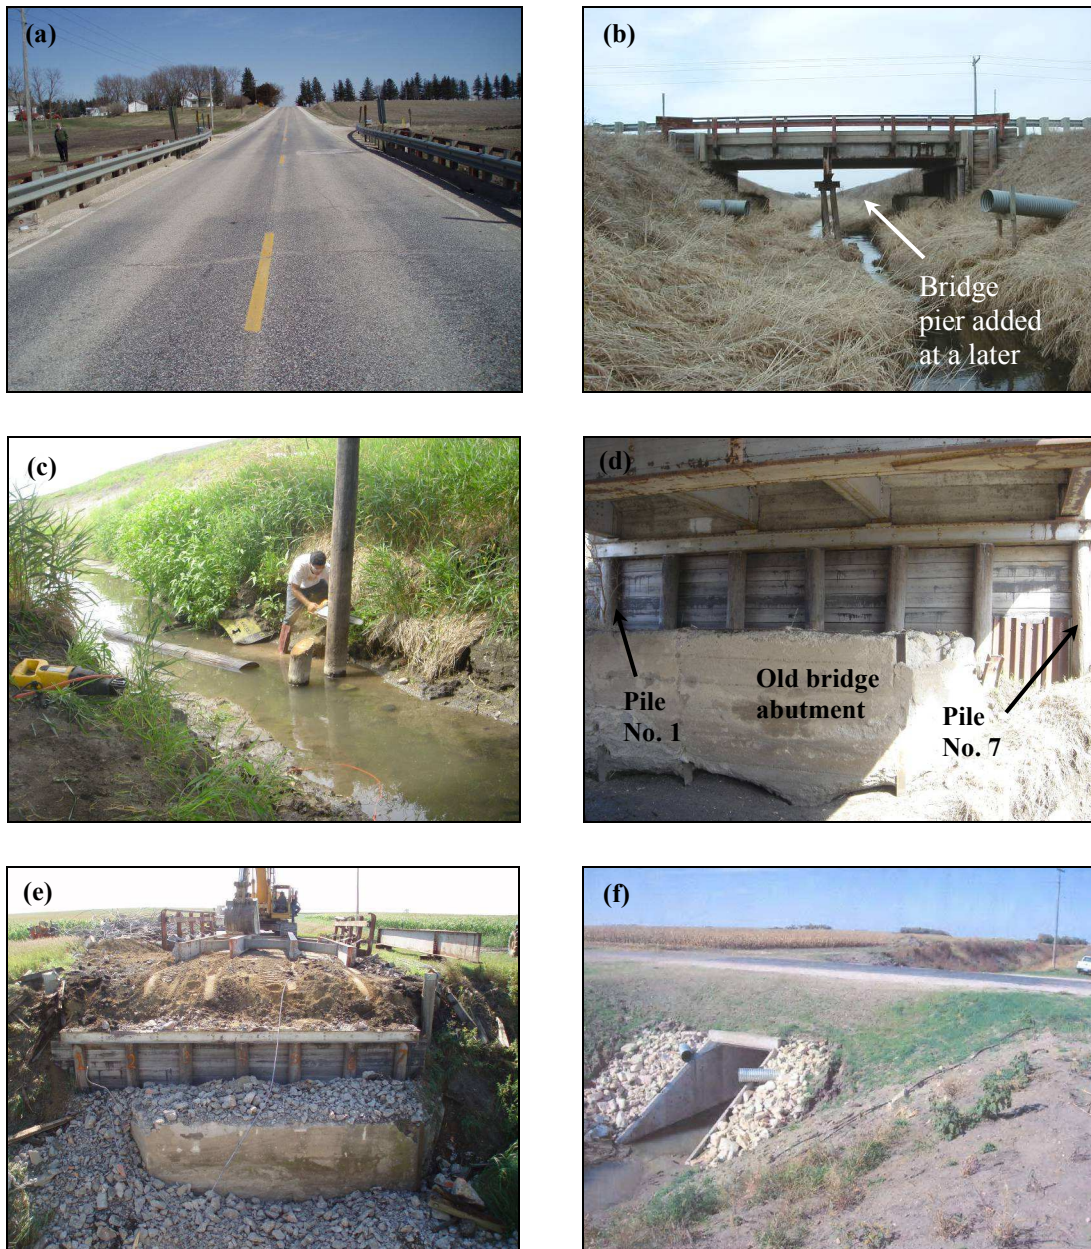 (a)
(b)
Bridge
pier added
at a later
(c)
(d)
Old bridge
abutment
Pile
No. 1
Pile
No. 7
(e)
(f)